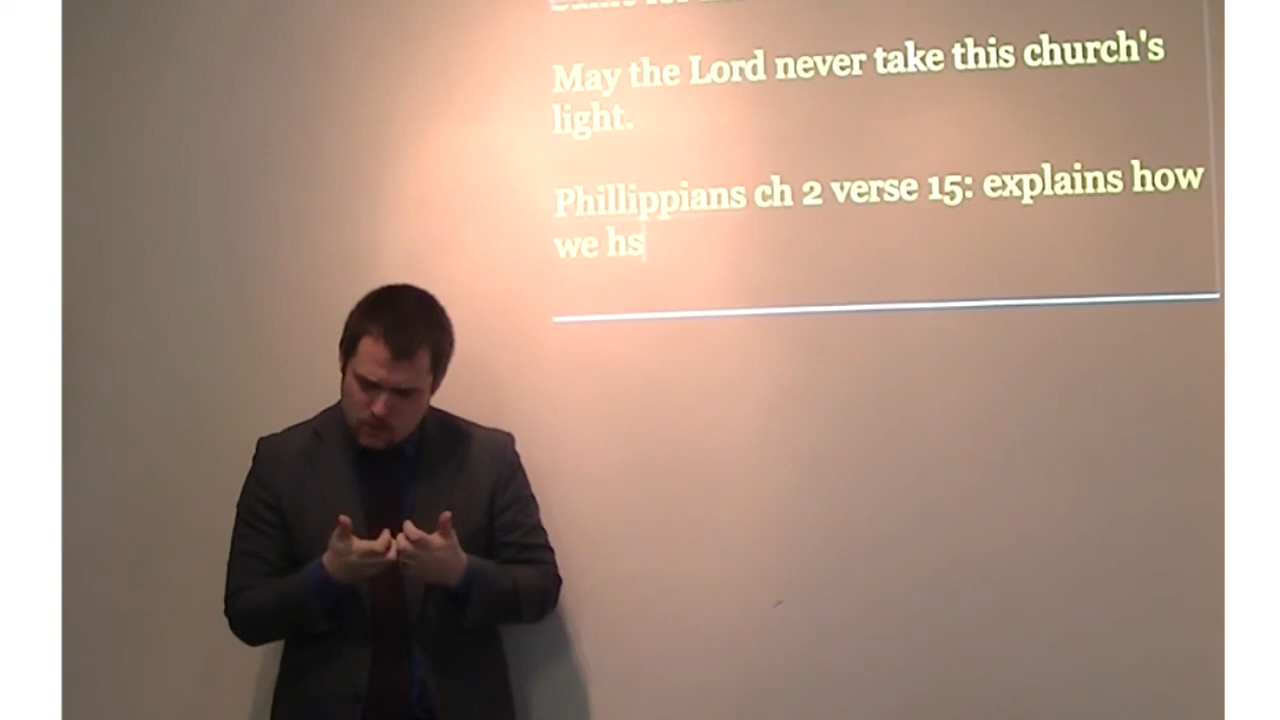 May the Lord never take this church's
light.
Phillippians ch 2 verse 15: explains how
we hs